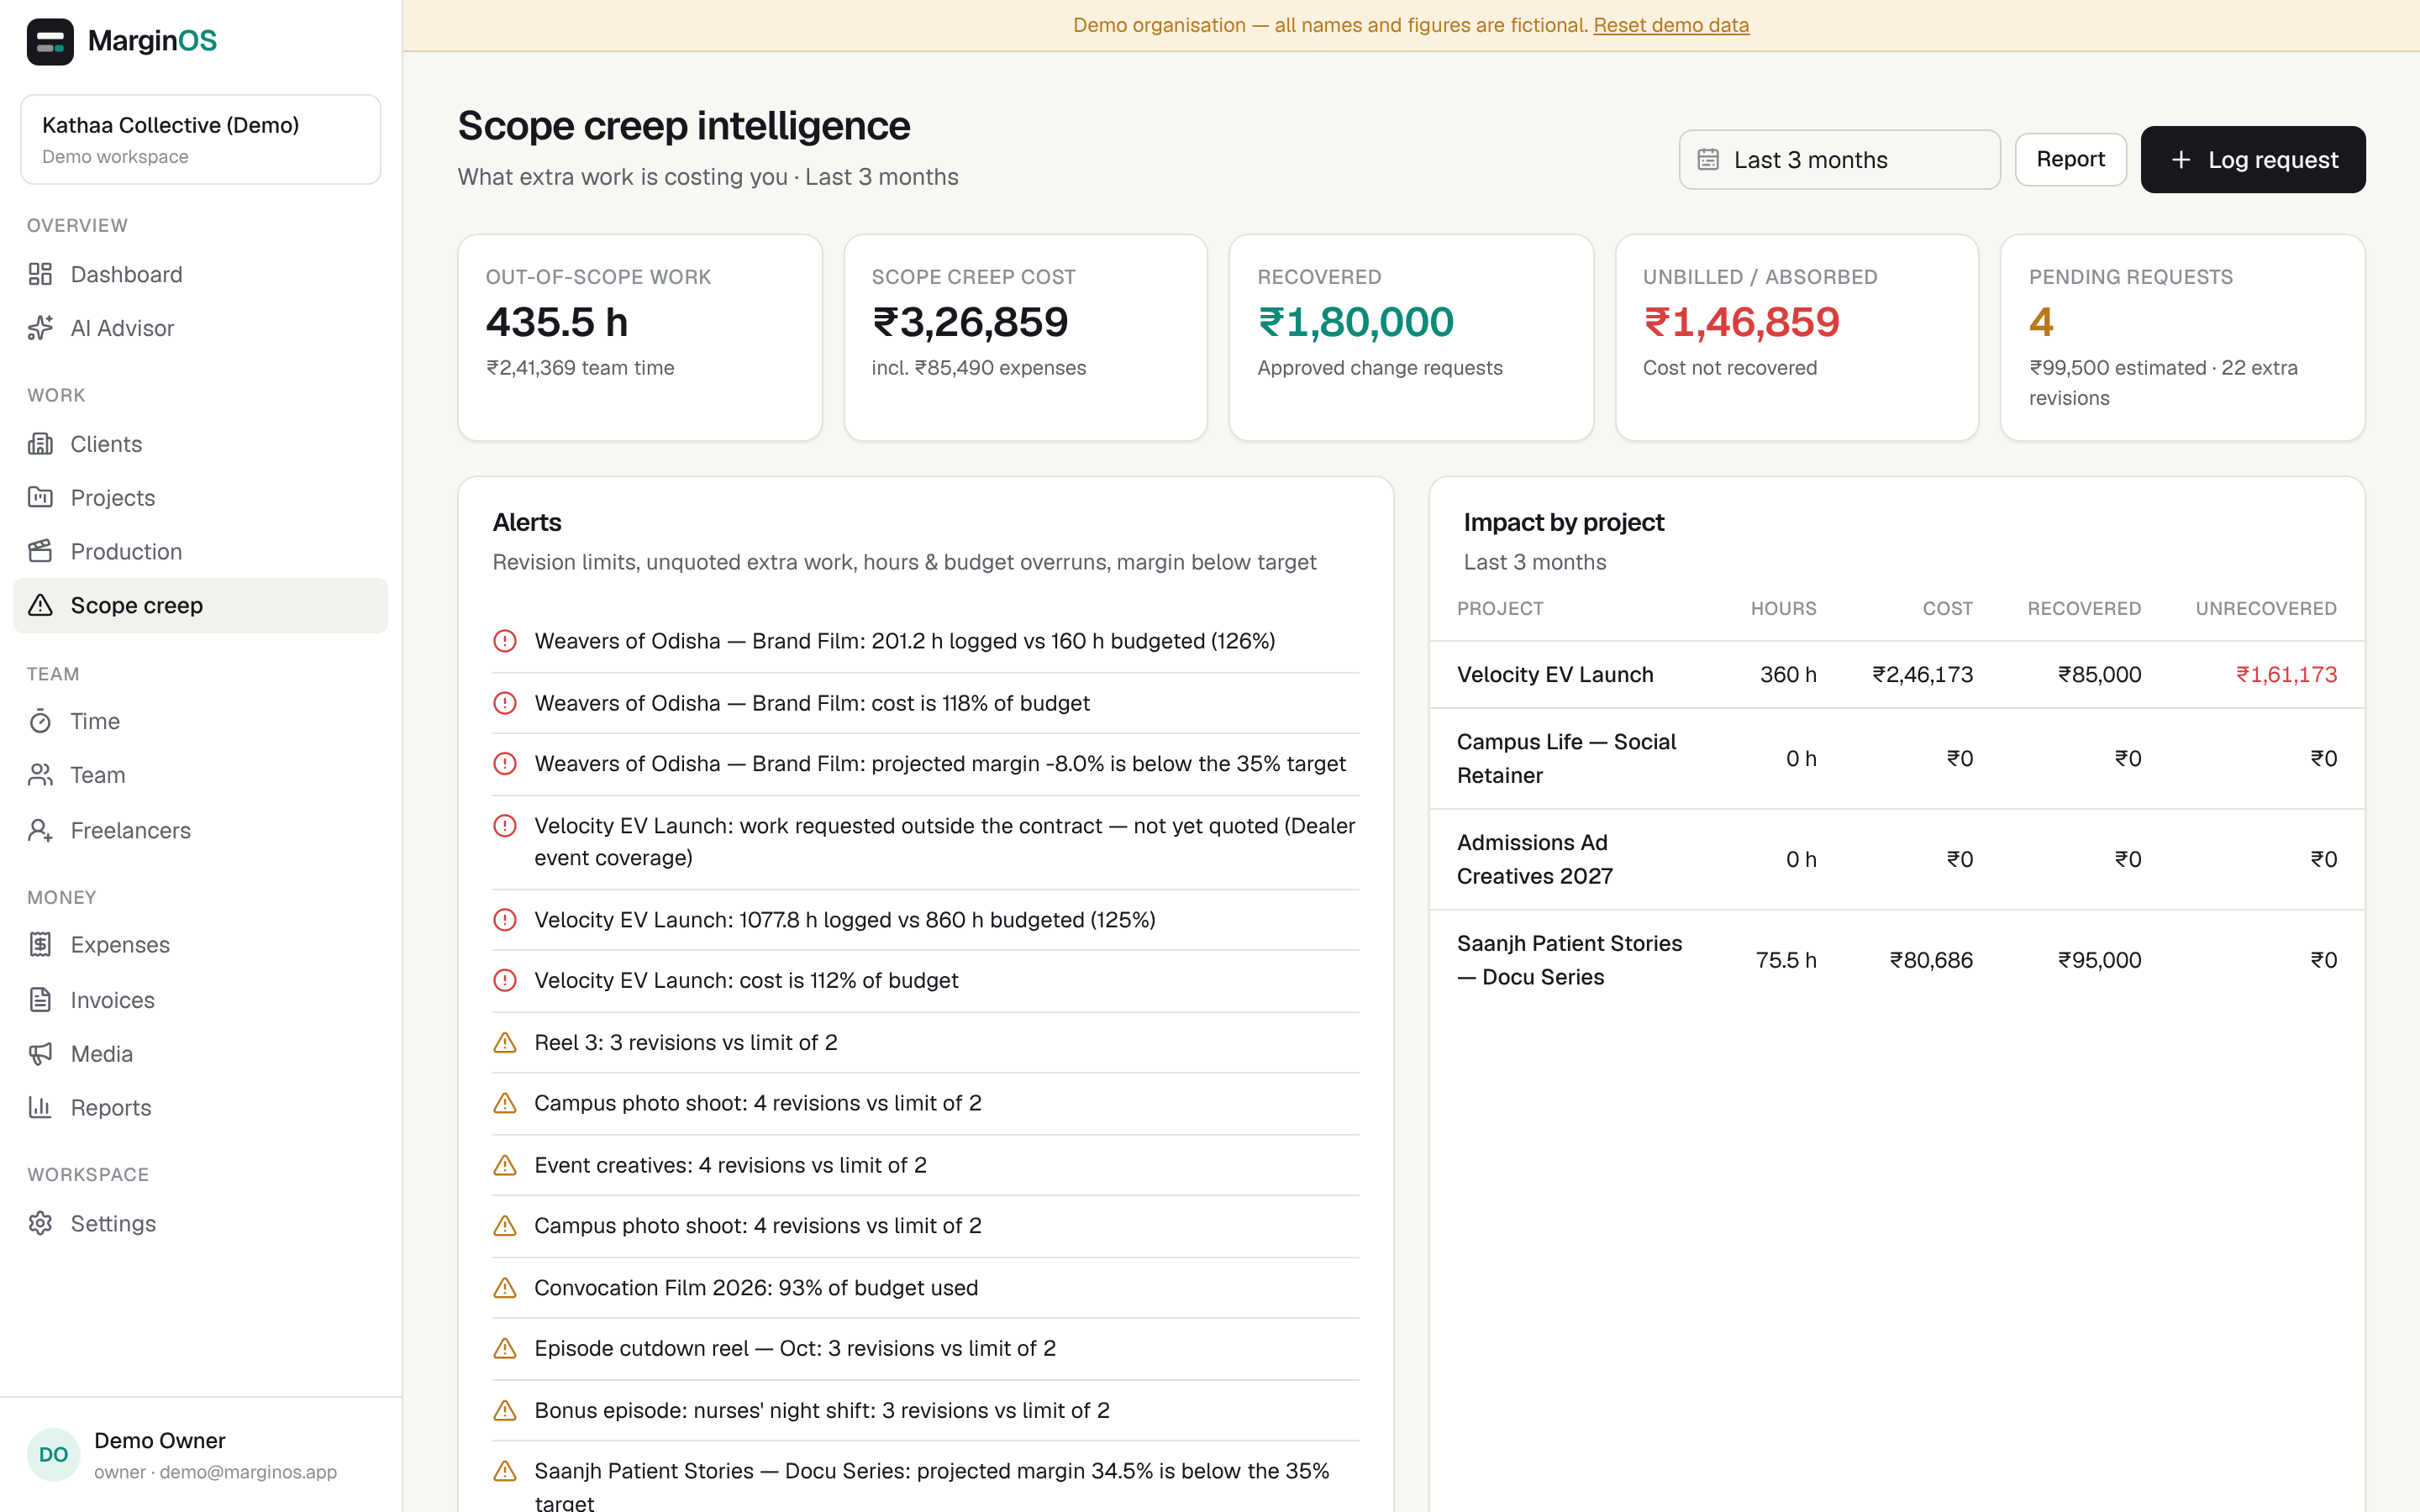 MarginOS
Kathaa Collective (Demo)
Demo workspace
OVERVIEW
Dashboard
AI Advisor
WORK
Clients
Projects
Production
Scope creep
TEAM
Time
Team
Freelancers
MONEY
Expenses
Invoices
Media
Reports
WORKSPACE
Settings
DO
Demo Owner
owner · demo@marginos.app
Demo organisation — all names and figures are fictional. Reset demo data
Scope creep intelligence
What extra work is costing you · Last 3 months
Last 3 months
Report
Log request
OUT-OF-SCOPE WORK
435.5 h
₹2,41,369 team time
SCOPE CREEP COST
₹3,26,859
incl. ₹85,490 expenses
RECOVERED
₹1,80,000
Approved change requests
UNBILLED / ABSORBED
₹1,46,859
Cost not recovered
PENDING REQUESTS
4
₹99,500 estimated · 22 extra
revisions
Alerts
Revision limits, unquoted extra work, hours & budget overruns, margin below target
Weavers of Odisha — Brand Film: 201.2 h logged vs 160 h budgeted (126%)
Weavers of Odisha — Brand Film: cost is 118% of budget
Weavers of Odisha — Brand Film: projected margin -8.0% is below the 35% target
Velocity EV Launch: work requested outside the contract — not yet quoted (Dealer
event coverage)
Velocity EV Launch: 1077.8 h logged vs 860 h budgeted (125%)
Velocity EV Launch: cost is 112% of budget
Reel 3: 3 revisions vs limit of 2
Campus photo shoot: 4 revisions vs limit of 2
Event creatives: 4 revisions vs limit of 2
Campus photo shoot: 4 revisions vs limit of 2
Convocation Film 2026: 93% of budget used
Episode cutdown reel — Oct: 3 revisions vs limit of 2
Bonus episode: nurses' night shift: 3 revisions vs limit of 2
Saanjh Patient Stories — Docu Series: projected margin 34.5% is below the 35%
target
Impact by project
Last 3 months
PROJECT HOURS COST RECOVERED UNRECOVERED
Velocity EV Launch 360 h ₹2,46,173 ₹85,000 ₹1,61,173
Campus Life — Social
Retainer 0 h ₹0 ₹0 ₹0
Admissions Ad
Creatives 2027 0 h ₹0 ₹0 ₹0
Saanjh Patient Stories
— Docu Series 75.5 h ₹80,686 ₹95,000 ₹0